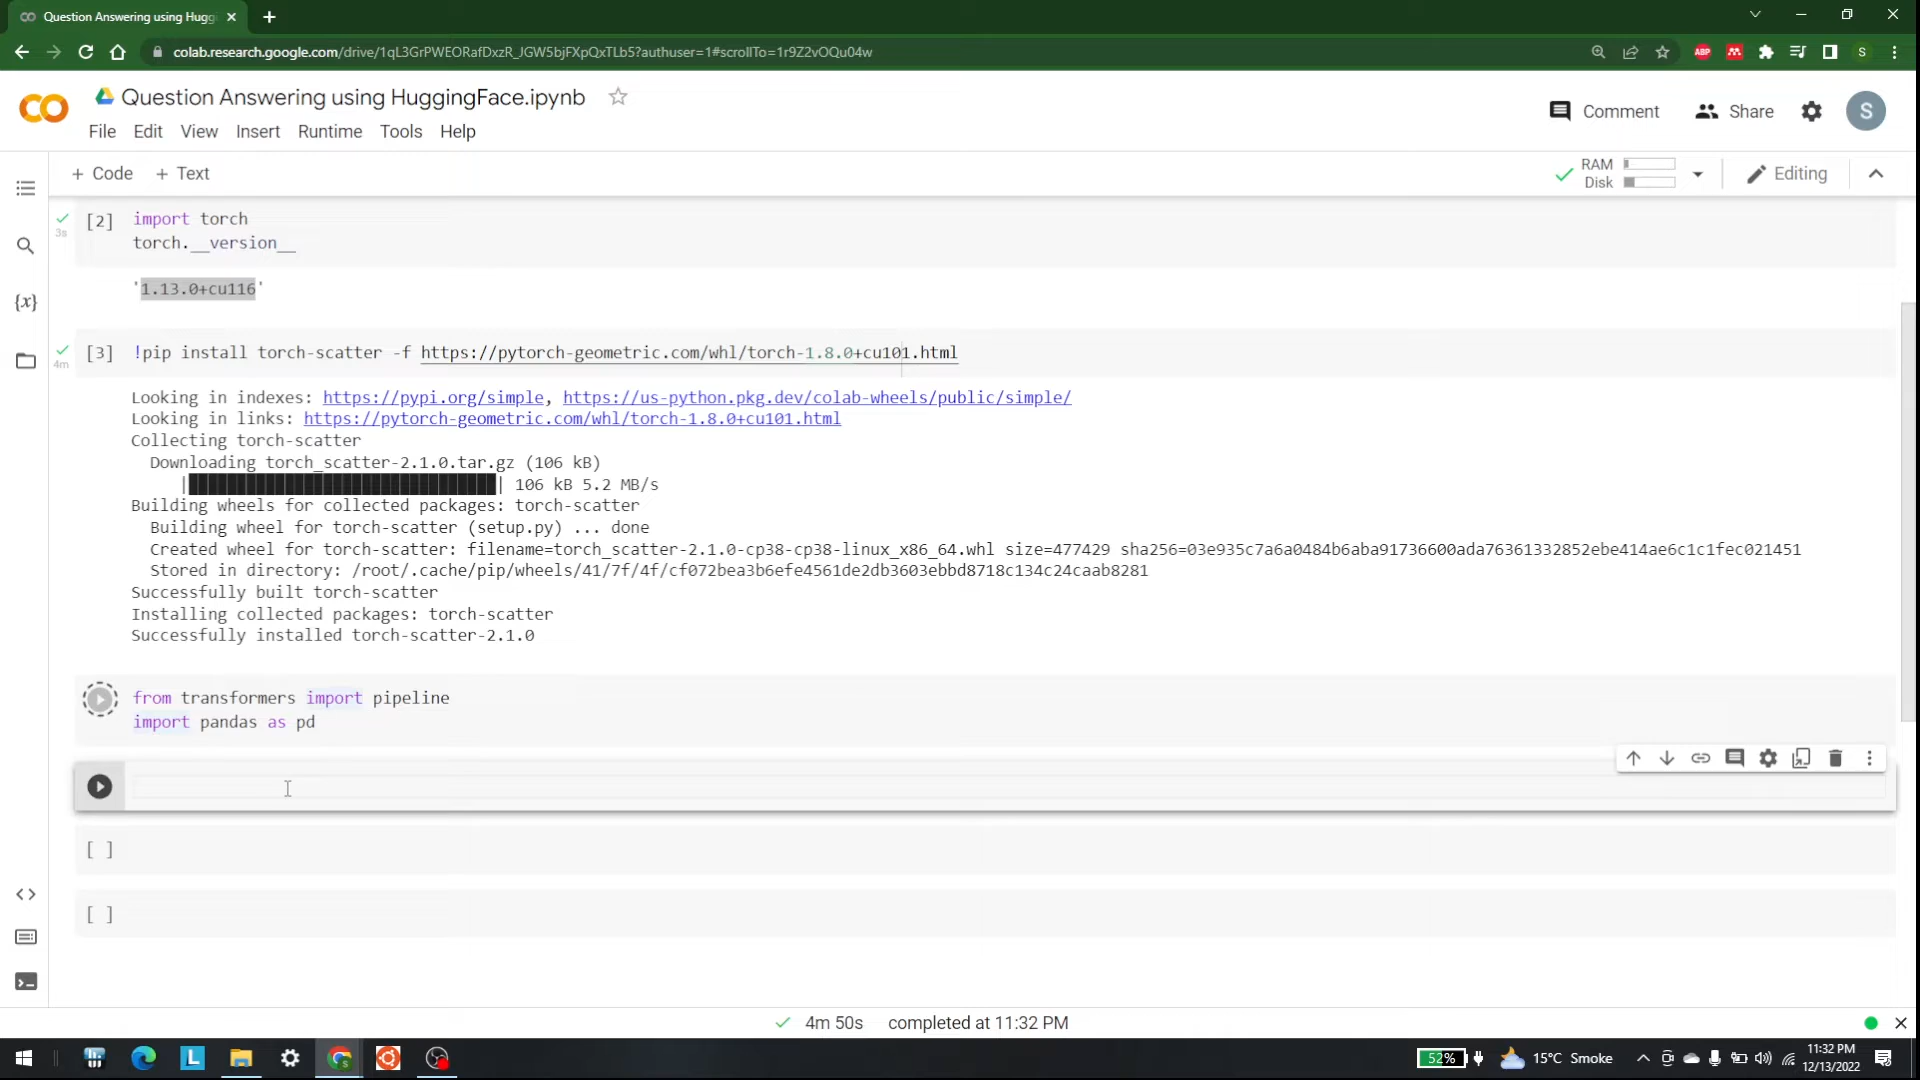 Question Answering using Hugg
colab.research.google.com/drive/1qL3GrPWEORafDxzR_JGW5bjFXpQxTLb5?authuser=1#scrollTo=1r9Z2vOQu04w
ABP
S
CO
Question Answering using HuggingFace.ipynb
Comment
Share
S
File Edit View Insert Runtime Tools Help
+ Code + Text
RAM
Disk
Editing
[2] import torch
3s
torch.__version__
'1.13.0+cu116'
[3] !pip install torch-scatter -f https://pytorch-geometric.com/whl/torch-1.8.0+cu101.html
4m
Looking in indexes: https://pypi.org/simple, https://us-python.pkg.dev/colab-wheels/public/simple/
Looking in links: https://pytorch-geometric.com/whl/torch-1.8.0+cu101.html
Collecting torch-scatter
Downloading torch_scatter-2.1.0.tar.gz (106 kB)
| 106 kB 5.2 MB/s
Building wheels for collected packages: torch-scatter
Building wheel for torch-scatter (setup.py) ... done
Created wheel for torch-scatter: filename=torch_scatter-2.1.0-cp38-cp38-linux_x86_64.whl size=477429 sha256=03e935c7a6a0484b6aba91736600ada76361332852ebe414ae6c1c1fec021451
Stored in directory: /root/.cache/pip/wheels/41/7f/4f/cf072bea3b6efe4561de2db3603ebbd8718c134c24caab8281
Successfully built torch-scatter
Installing collected packages: torch-scatter
Successfully installed torch-scatter-2.1.0
from transformers import pipeline
import pandas as pd
[ ]
[ ]
4m 50s completed at 11:32 PM
L
52%
15°C Smoke
11:32 PM
12/13/2022